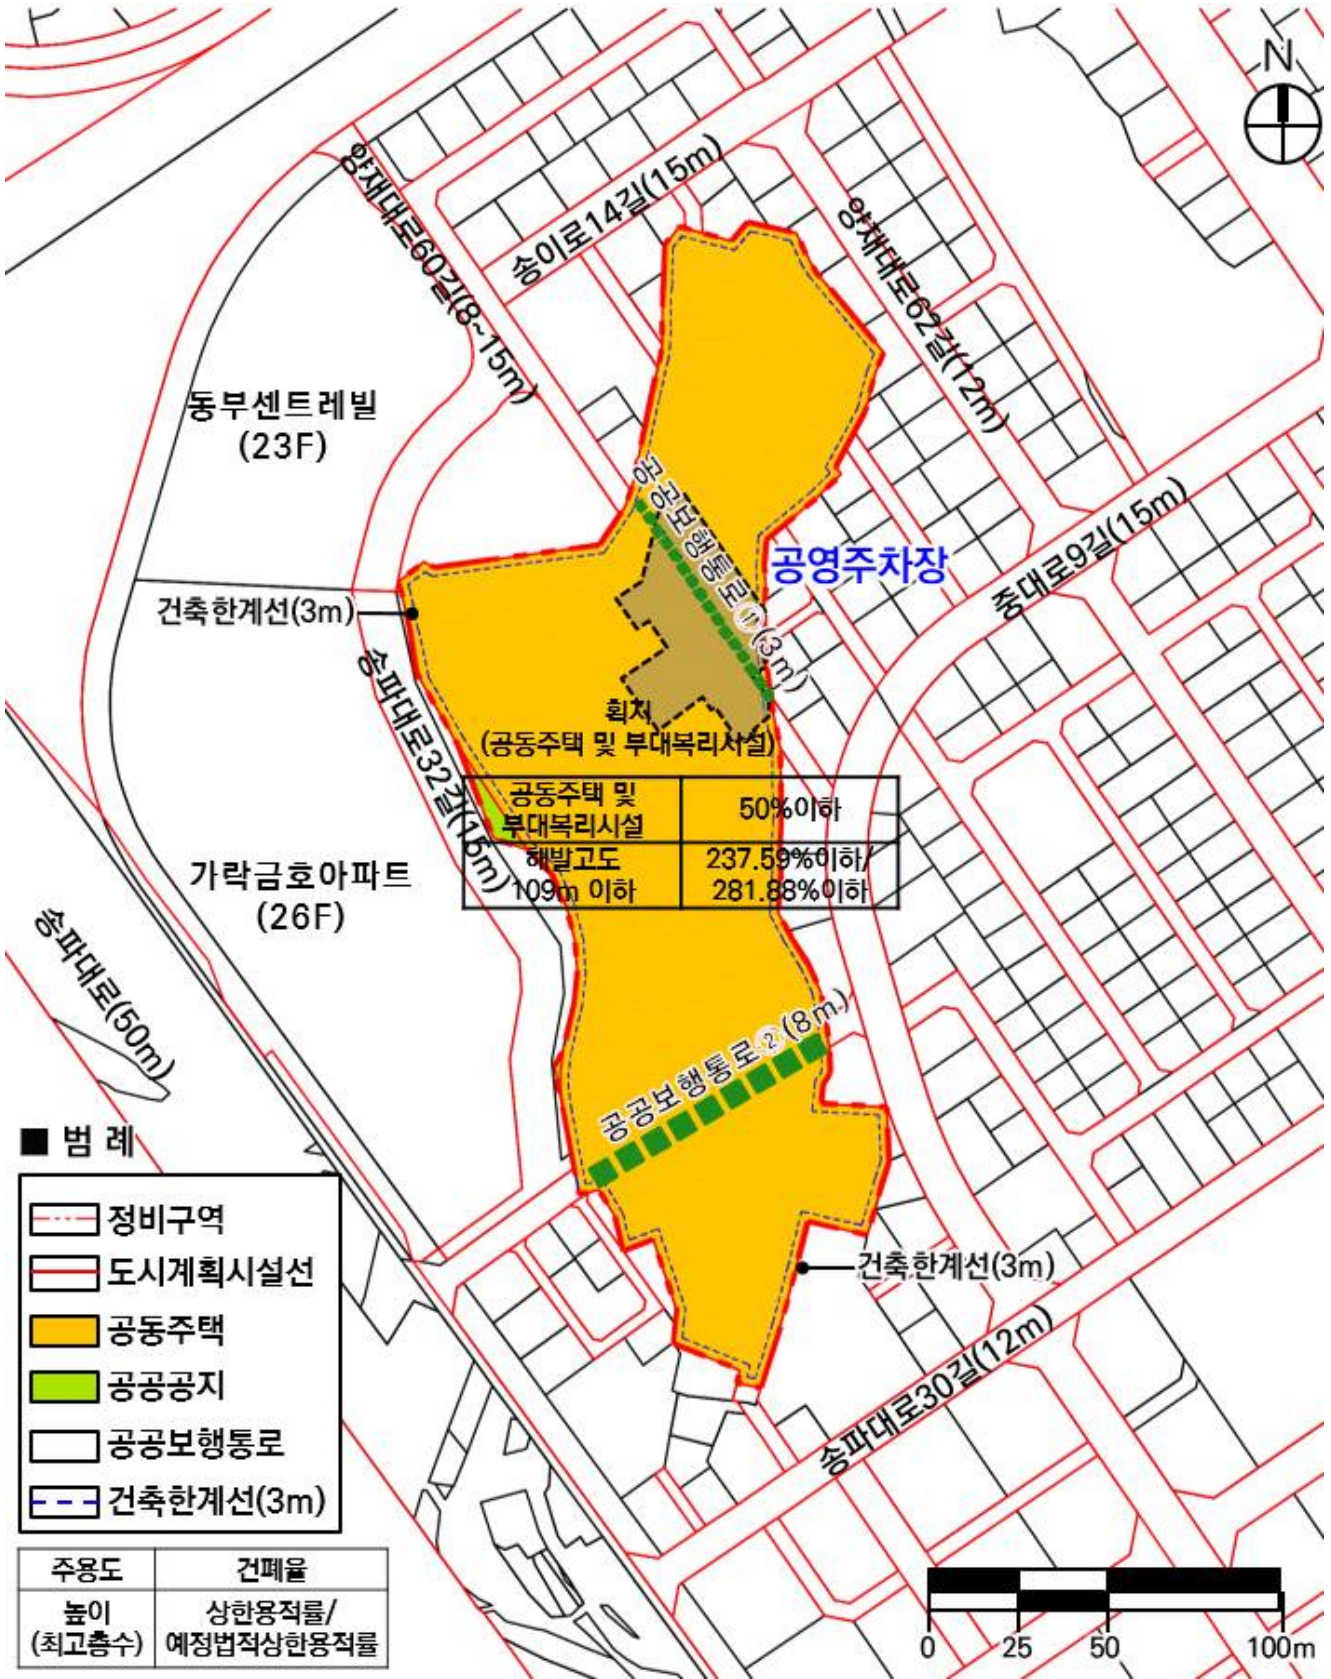 N
양재대로60길(8~15m)
송이로14길(15m)
양재대로62길(12m)
동부센트레빌
(23F)
공공보행통로①(3m)
공영주차장
중대로9길(15m)
건축한계선(3m)
송파대로32길(15m)
획지
(공동주택 및 부대복리시설)
공동주택 및
부대복리시설
50%이하
해발고도
109m 이하
237.59%이하/
281.88%이하
가락금호아파트
(26F)
송파대로(50m)
공공보행통로②(8m)
건축한계선(3m)
송파대로30길(12m)
■ 범 례
정비구역
도시계획시설선
공동주택
공공공지
공공보행통로
건축한계선(3m)
주용도
건폐율
높이
(최고층수)
상한용적률/
예정법적상한용적률
0 25 50 100m